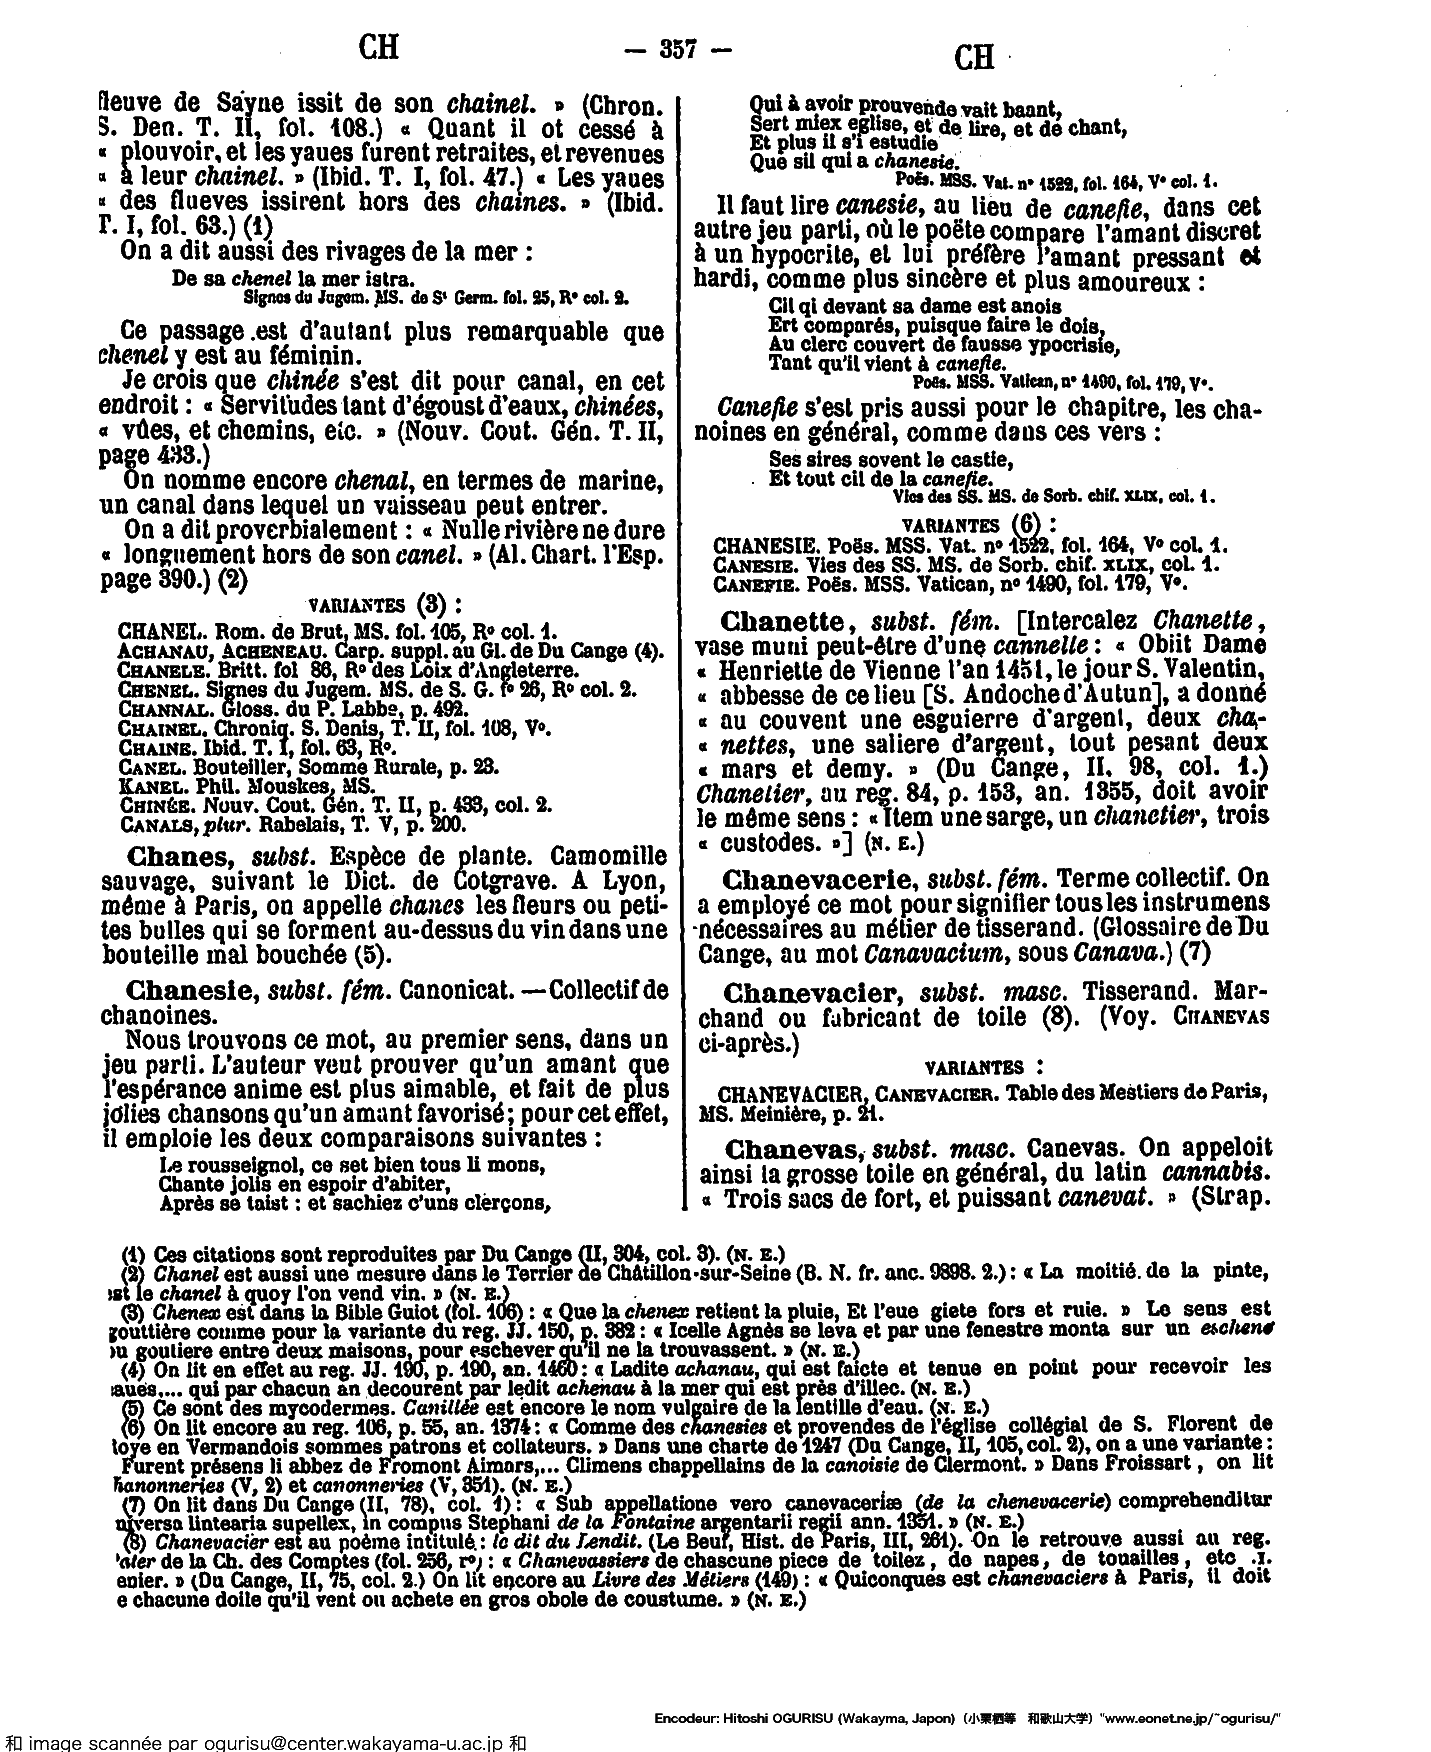 CH
— 357 —
CH
fleuve de Sayne issit de son chainel. » (Chron.
S. Den. T. II, fol. 108.) « Quant il ot cessé à
« plouvoir, et les yaues furent retraites, et revenues
« à leur chainel. » (Ibid. T. I, fol. 47.) « Les yaues
« des flueves issirent hors des chaines. » (Ibid.
T. I, fol. 63.) (1)
On a dit aussi des rivages de la mer :
De sa chenel la mer istra.
Signes du Jugem. MS. de St Germ. fol. 25, Ro col. 2.
Ce passage est d'autant plus remarquable que
chenel y est au féminin.
Je crois que chinée s'est dit pour canal, en cet
endroit : « Servitudes tant d'égoust d'eaux, chinées,
« vûes, et chemins, etc. » (Nouv. Cout. Gén. T. II,
page 433.)
On nomme encore chenal, en termes de marine,
un canal dans lequel un vaisseau peut entrer.
On a dit proverbialement : « Nulle rivière ne dure
« longuement hors de son canel. » (Al. Chart. l'Esp.
page 390.) (2)
VARIANTES (3) :
CHANEL. Rom. de Brut, MS. fol. 105, Ro col. 1.
ACHANAU, ACHENEAU. Carp. suppl. au Gl. de Du Cange (4).
CHANELE. Britt. fol 86, Ro des Loix d'Angleterre.
CHENEL. Signes du Jugem. MS. de S. G. fo 26, Ro col. 2.
CHANNAL. Gloss. du P. Labbe, p. 492.
CHAINEL. Chroniq. S. Denis, T. II, fol. 108, Vo.
CHAINE. Ibid. T. I, fol. 63, Ro.
CANEL. Bouteiller, Somme Rurale, p. 23.
KANEL. Phil. Mouskes, MS.
CHINÉE. Nouv. Cout. Gén. T. II, p. 433, col. 2.
CANALS, plur. Rabelais, T. V, p. 200.
Chanes, subst. Espèce de plante. Camomille
sauvage, suivant le Dict. de Cotgrave. A Lyon,
même à Paris, on appelle chanes les fleurs ou peti-
tes bulles qui se forment au-dessus du vin dans une
bouteille mal bouchée (5).
Chanesie, subst. fém. Canonicat. — Collectif de
chanoines.
Nous trouvons ce mot, au premier sens, dans un
jeu parti. L'auteur veut prouver qu'un amant que
l'espérance anime est plus aimable, et fait de plus
jolies chansons qu'un amant favorisé ; pour cet effet,
il emploie les deux comparaisons suivantes :
Le rousseignol, ce set bien tous li mons,
Chante jolis en espoir d'abiter,
Après se taist : et sachiez c'uns clerçons,
Qui à avoir prouvende vait baant,
Sert miex eglise, et de lire, et de chant,
Et plus il s'i estudie
Que sil qui a chanesie.
Poës. MSS. Vat. no 1522, fol. 164, Vo col. 1.
Il faut lire canesie, au lieu de canefie, dans cet
autre jeu parti, où le poëte compare l'amant discret
à un hypocrite, et lui préfère l'amant pressant et
hardi, comme plus sincère et plus amoureux :
Cil qi devant sa dame est anois
Ert comparés, puisque faire le dois,
Au clerc couvert de fausse ypocrisie,
Tant qu'il vient à canefie.
Poës. MSS. Vatican, no 1490, fol. 179, Vo.
Canefie s'est pris aussi pour le chapitre, les cha-
noines en général, comme dans ces vers :
Ses sires sovent le castie,
Et tout cil de la canefie.
Vies des SS. MS. de Sorb. chif. XLIX, col. 1.
VARIANTES (6) :
CHANESIE. Poës. MSS. Vat. no 1522, fol. 164, Vo col. 1.
CANESIE. Vies des SS. MS. de Sorb. chif. XLIX, col. 1.
CANEFIE. Poës. MSS. Vatican, no 1490, fol. 179, Vo.
Chanette, subst. fém. [Intercalez Chanette,
vase muni peut-être d'une cannelle : « Obiit Dame
« Henriette de Vienne l'an 1451, le jour S. Valentin,
« abbesse de ce lieu [S. Andoche d'Autun], a donné
« au couvent une esguierre d'argent, deux cha-
« nettes, une saliere d'argent, tout pesant deux
« mars et demy. » (Du Cange, II, 98, col. 1.)
Chanetier, au reg. 84, p. 153, an. 1355, doit avoir
le même sens : « Item une sarge, un chanetier, trois
« custodes. »] (N. E.)
Chanevacerie, subst. fém. Terme collectif. On
a employé ce mot pour signifier tous les instrumens
nécessaires au métier de tisserand. (Glossaire de Du
Cange, au mot Canavacium, sous Canava.) (7)
Chanevacier, subst. masc. Tisserand. Mar-
chand ou fabricant de toile (8). (Voy. CHANEVAS
ci-après.)
VARIANTES :
CHANEVACIER, CANEVACIER. Table des Mestiers de Paris,
MS. Meinière, p. 21.
Chanevas, subst. masc. Canevas. On appeloit
ainsi la grosse toile en général, du latin cannabis.
« Trois sacs de fort, et puissant canevat. » (Strap.
(1) Ces citations sont reproduites par Du Cange (II, 304, col. 3). (N. E.)
(2) Chanel est aussi une mesure dans le Terrier de Châtillon-sur-Seine (B. N. fr. anc. 9898. 2.) : « La moitié de la pinte,
est le chanel à quoy l'on vend vin. » (N. E.)
(3) Chenex est dans la Bible Guiot (fol. 106) : « Que la chenex retient la pluie, Et l'eue giete fors et ruie. » Le sens est
gouttière comme pour la variante du reg. JJ. 150, p. 382 : « Icelle Agnès se leva et par une fenestre monta sur un eschene
ou goutiere entre deux maisons, pour eschever qu'il ne la trouvassent. » (N. E.)
(4) On lit en effet au reg. JJ. 190, p. 190, an. 1460 : « Ladite achanau, qui est faicte et tenue en point pour recevoir les
iaues,... qui par chacun an decourent par ledit achenau à la mer qui est près d'illec. (N. E.)
(5) Ce sont des mycodermes. Canillée est encore le nom vulgaire de la lentille d'eau. (N. E.)
(6) On lit encore au reg. 106, p. 55, an. 1374 : « Comme des chanesies et provendes de l'église collégial de S. Florent de
loye en Vermandois sommes patrons et collateurs. » Dans une charte de 1247 (Du Cange, II, 105, col. 2), on a une variante :
Furent présens li abbez de Fromont Aimars,... Climens chappellains de la canoisie de Clermont. » Dans Froissart, on lit
hanonneries (V, 2) et canonneries (V, 351). (N. E.)
(7) On lit dans Du Cange (II, 78), col. 1) : « Sub appellatione vero canevaceriæ (de la chenevacerie) comprehenditur
niversa lintearia supellex, in compus Stephani de la Fontaine argentarii regii ann. 1351. » (N. E.)
(8) Chanevacier est au poème intitulé : le dit du Lendit. (Le Beuf, Hist. de Paris, III, 261). On le retrouve aussi au reg.
Pater de la Ch. des Comptes (fol. 256, ro) : « Chanevassiers de chascune piece de toilez, de napes, de touailles, etc .I.
enier. » (Du Cange, II, 75, col. 2.) On lit encore au Livre des Métiers (149) : « Quiconques est chanevaciers à Paris, il doit
e chacune doile qu'il vent ou achete en gros obole de coustume. » (N. E.)
Encodeur: Hitoshi OGURISU (Wakayma, Japon) (小栗栖等 和歌山大学) "www.eonet.ne.jp/~ogurisu/"
和 image scannée par ogurisu@center.wakayama-u.ac.jp 和